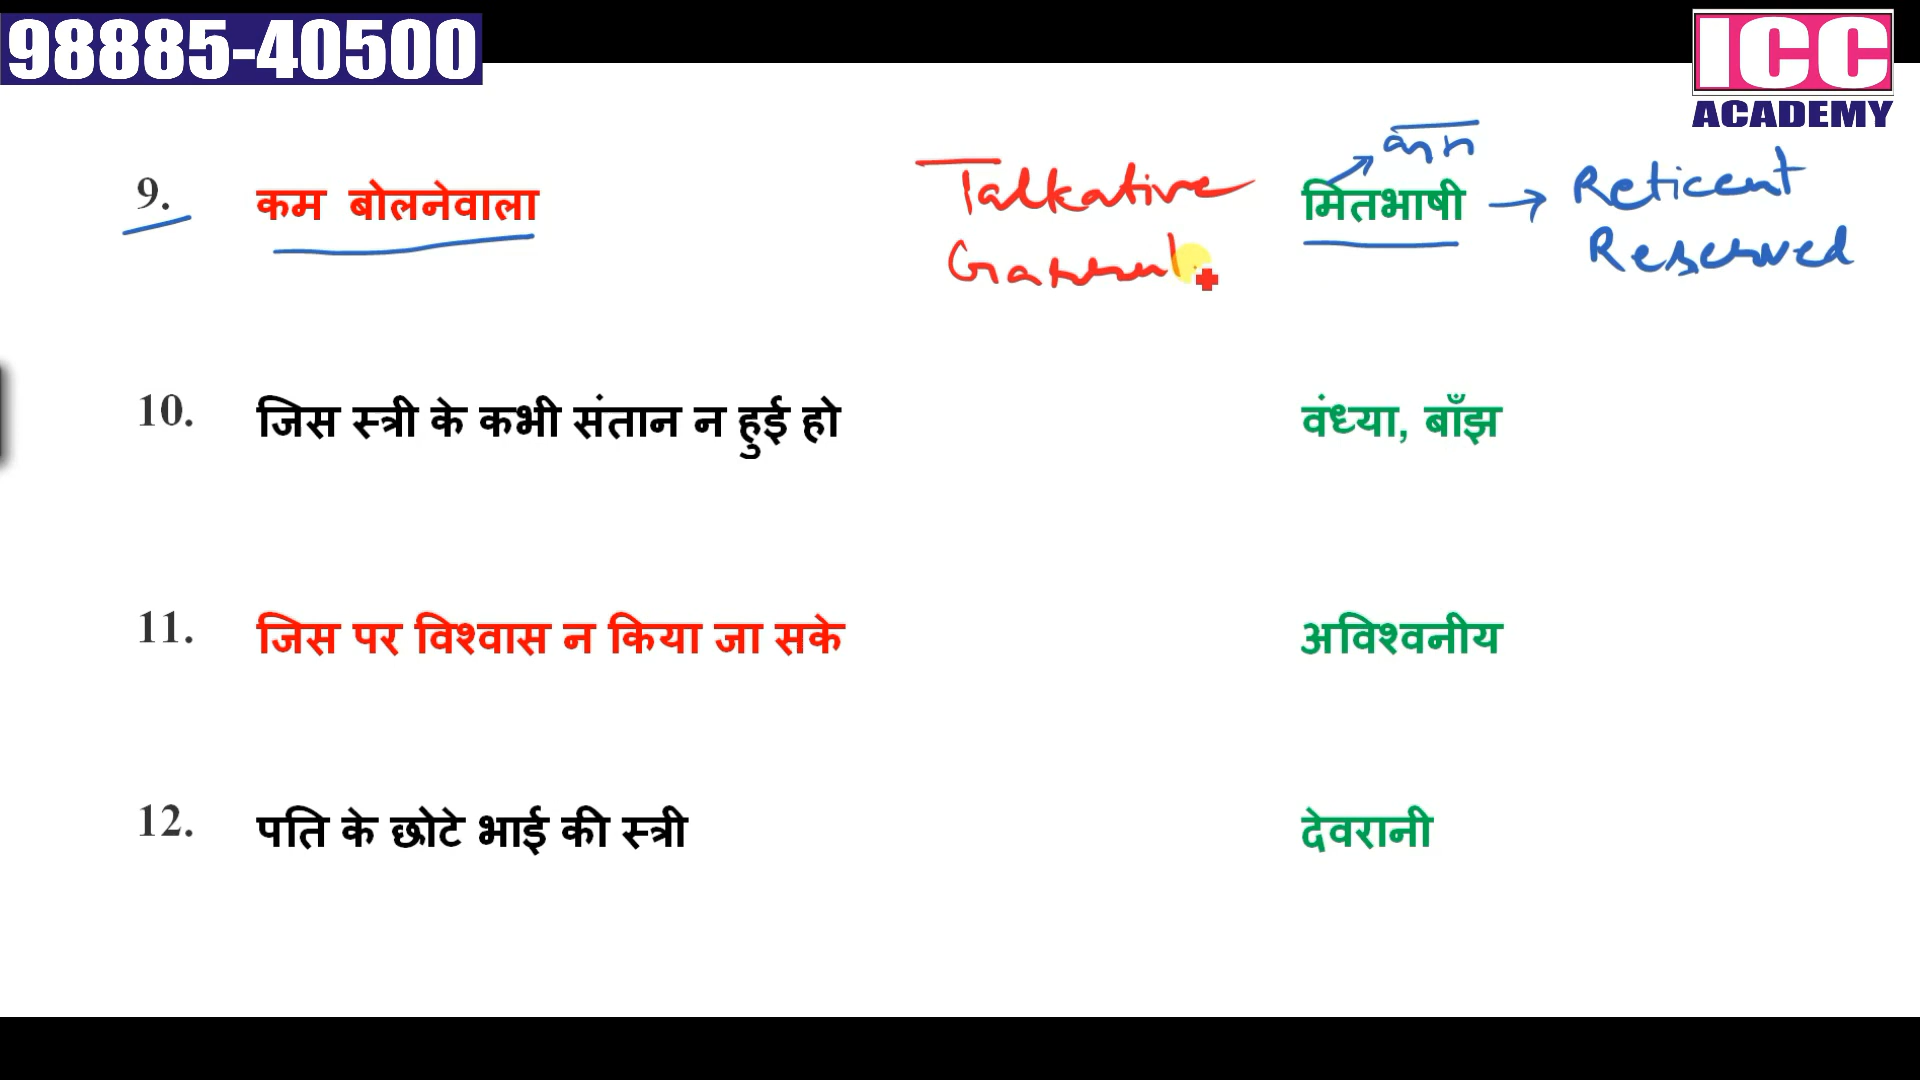 98885-40500
ICC
ACADEMY
9. कम बोलनेवाला Talkative मितभाषी → Reticent
कम
Reserved
10. जिस स्त्री के कभी संतान न हुई हो वंध्या, बाँझ
11. जिस पर विश्वास न किया जा सके अविश्वनीय
12. पति के छोटे भाई की स्त्री देवरानी